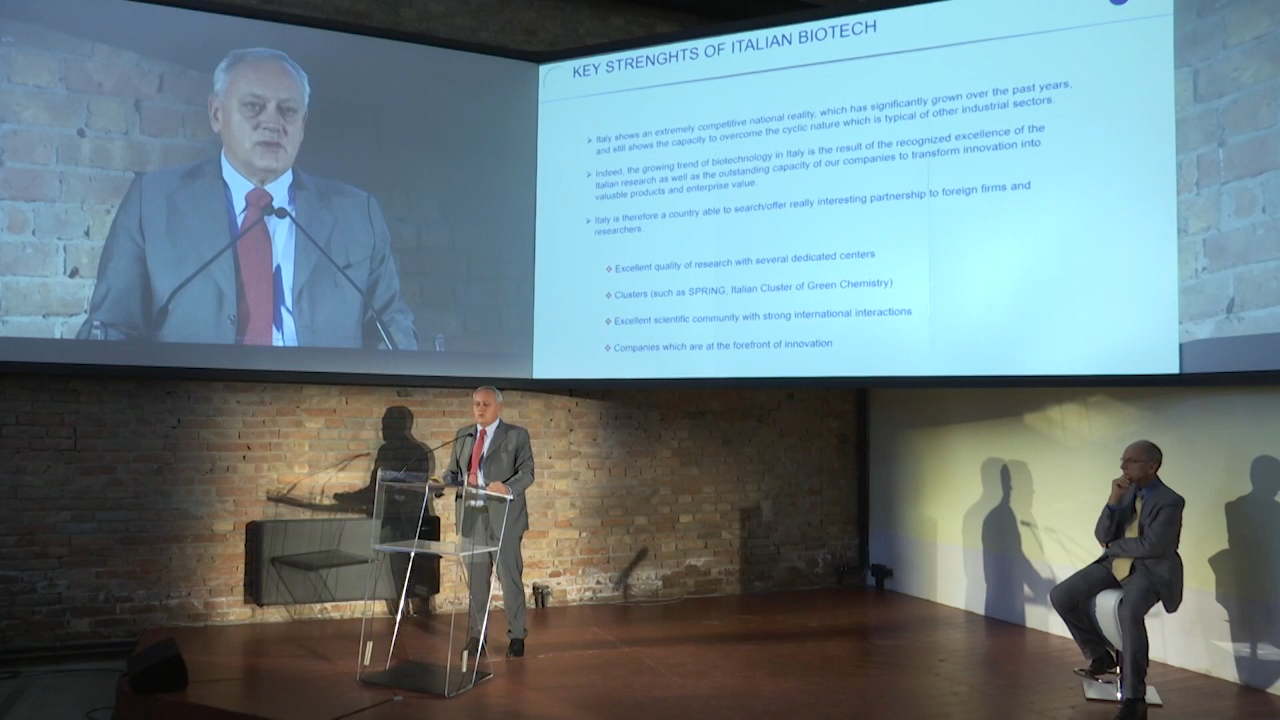 KEY STRENGHTS OF ITALIAN BIOTECH
➢ Italy shows an extremely competitive national reality, which has significantly grown over the past years,
and still shows the capacity to overcome the cyclic nature which is typical of other industrial sectors.
➢ Indeed, the growing trend of biotechnology in Italy is the result of the recognized excellence of the
Italian research as well as the outstanding capacity of our companies to transform innovation into
valuable products and enterprise value.
➢ Italy is therefore a country able to search/offer really interesting partnership to foreign firms and
researchers.
❖ Excellent quality of research with several dedicated centers
❖ Clusters (such as SPRING, Italian Cluster of Green Chemistry)
❖ Excellent scientific community with strong international interactions
❖ Companies which are at the forefront of innovation